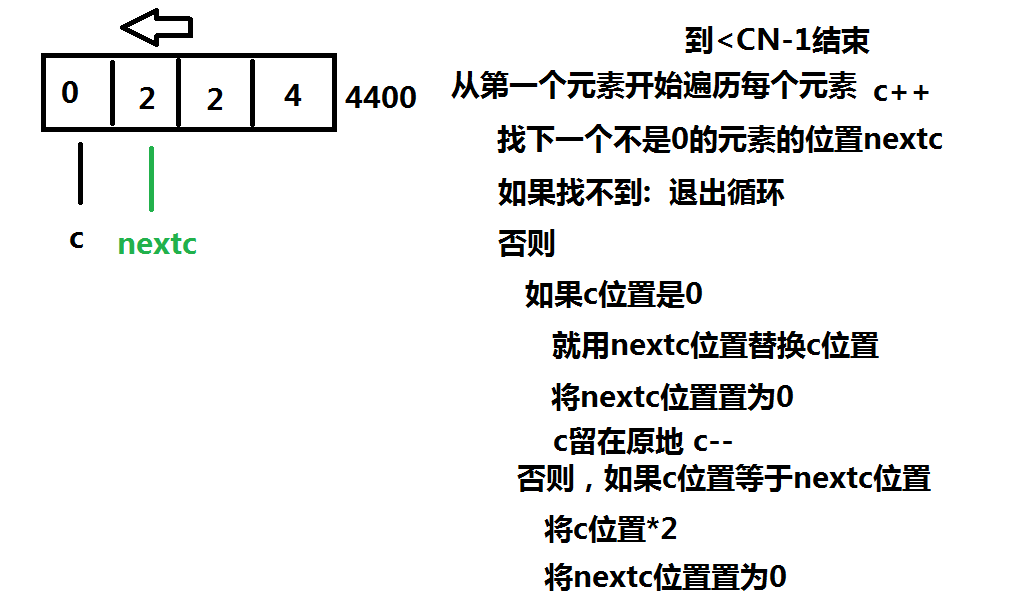 0 2 2 4 4400
c nextc
到<CN-1结束
从第一个元素开始遍历每个元素 c++
找下一个不是0的元素的位置nextc
如果找不到: 退出循环
否则
如果c位置是0
就用nextc位置替换c位置
将nextc位置置为0
c留在原地 c--
否则，如果c位置等于nextc位置
将c位置*2
将nextc位置置为0